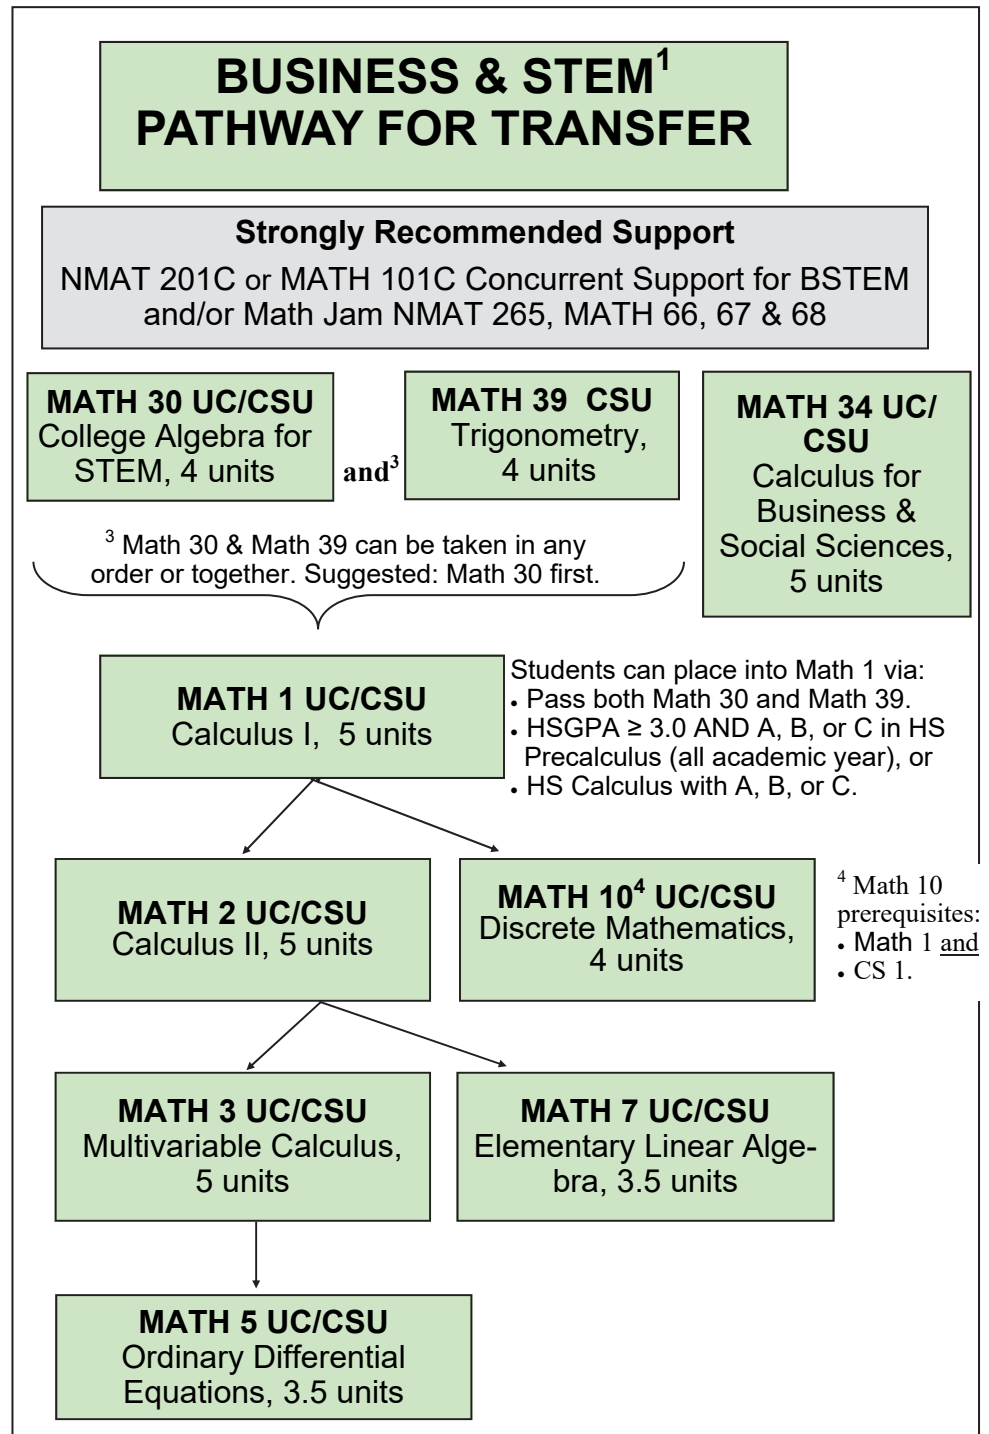 BUSINESS & STEM¹
PATHWAY FOR TRANSFER
Strongly Recommended Support
NMAT 201C or MATH 101C Concurrent Support for BSTEM
and/or Math Jam NMAT 265, MATH 66, 67 & 68
MATH 30 UC/CSU
College Algebra for
STEM, 4 units
and³
MATH 39 CSU
Trigonometry,
4 units
MATH 34 UC/
CSU
Calculus for
Business &
Social Sciences,
5 units
³ Math 30 & Math 39 can be taken in any
order or together. Suggested: Math 30 first.
MATH 1 UC/CSU
Calculus I, 5 units
Students can place into Math 1 via:
• Pass both Math 30 and Math 39.
• HSGPA ≥ 3.0 AND A, B, or C in HS
Precalculus (all academic year), or
• HS Calculus with A, B, or C.
MATH 2 UC/CSU
Calculus II, 5 units
MATH 10⁴ UC/CSU
Discrete Mathematics,
4 units
⁴ Math 10
prerequisites:
• Math 1 and
• CS 1.
MATH 3 UC/CSU
Multivariable Calculus,
5 units
MATH 7 UC/CSU
Elementary Linear Alge-
bra, 3.5 units
MATH 5 UC/CSU
Ordinary Differential
Equations, 3.5 units